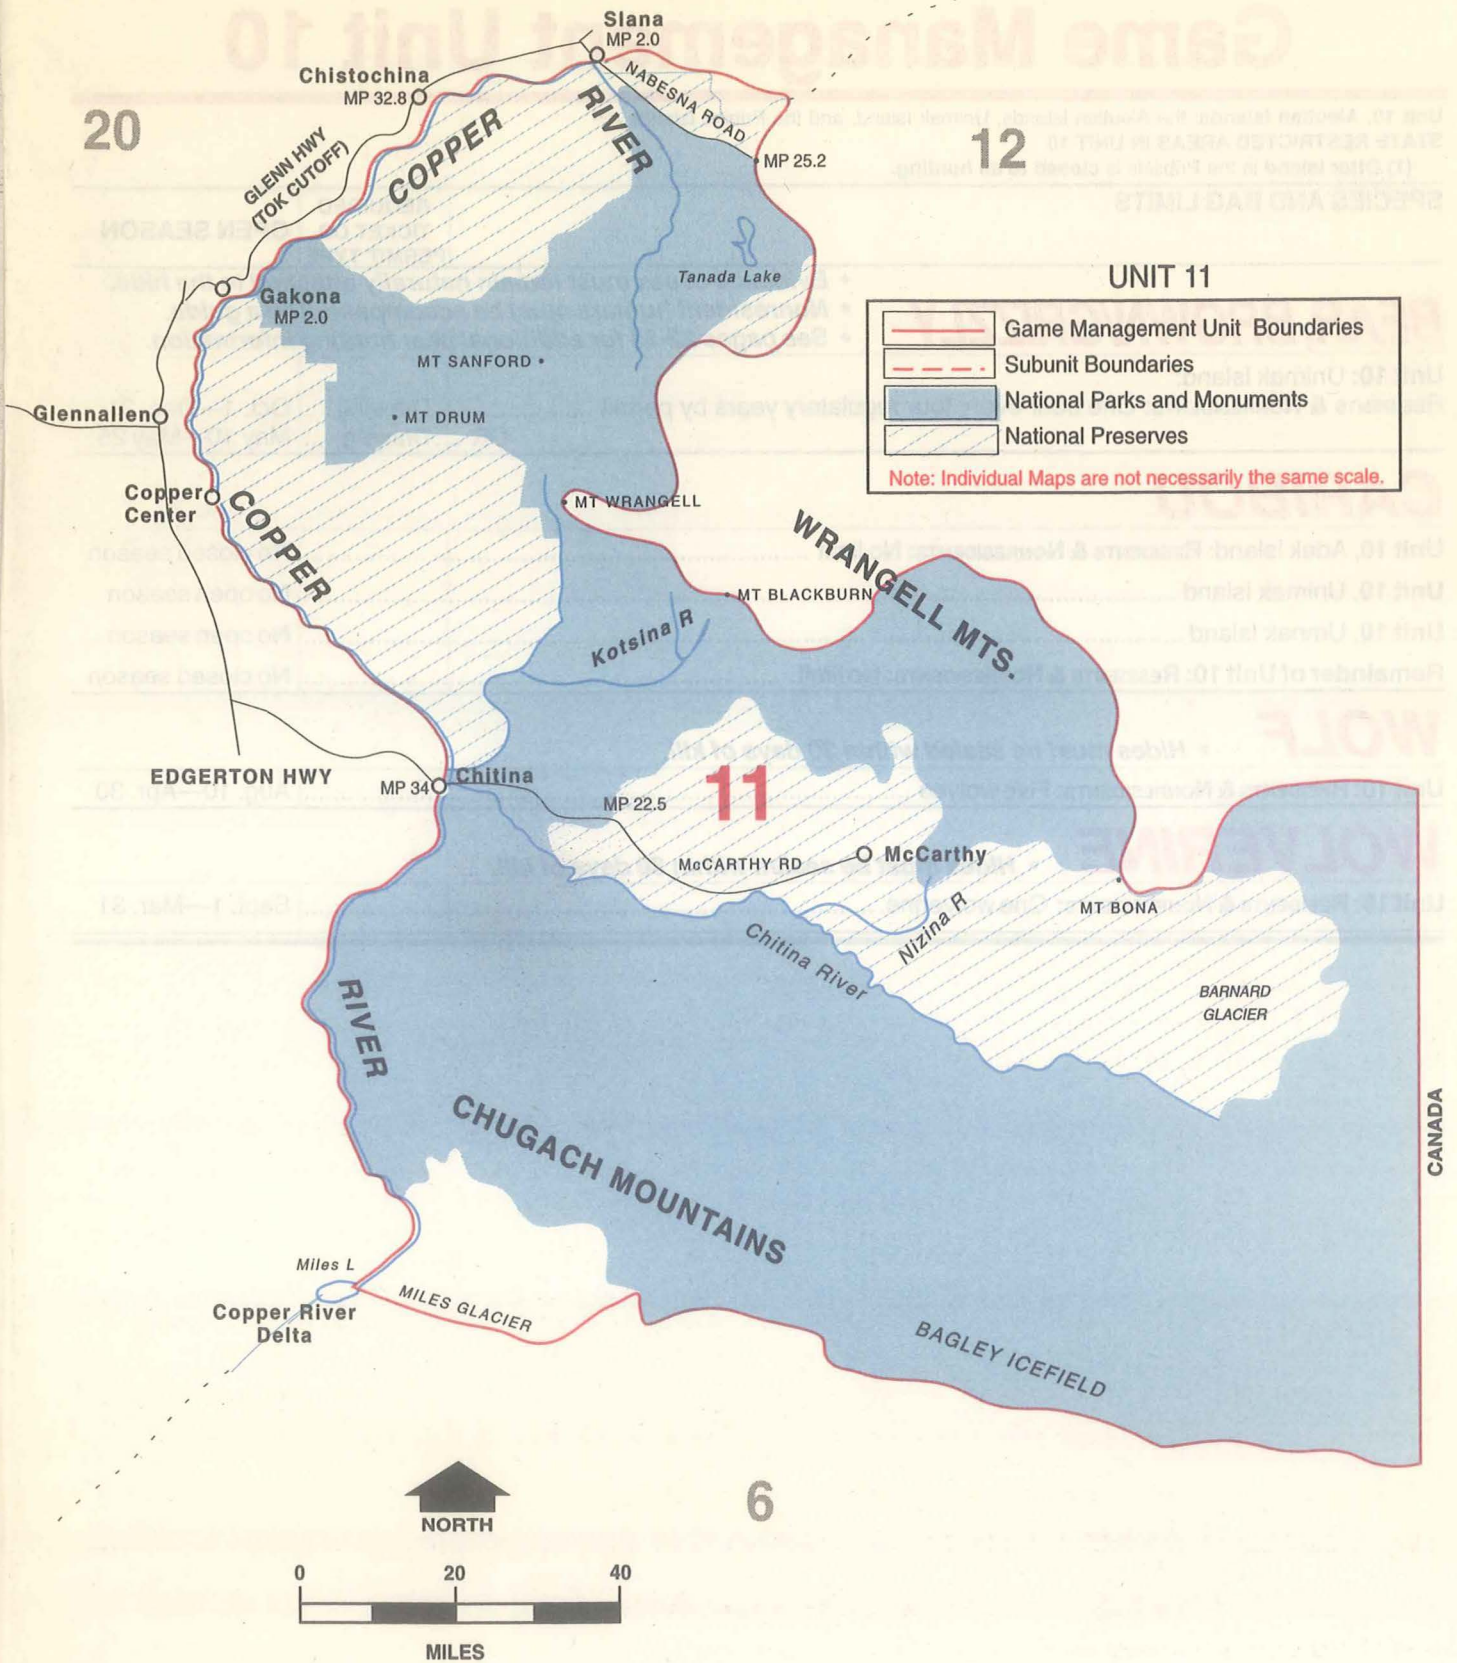 Slana
MP 2.0
Chistochina
MP 32.8
NABESNA ROAD
20
COPPER
RIVER
12
MP 25.2
GLENN HWY
(TOK CUTOFF)
Tanada Lake
Gakona
MP 2.0
UNIT 11
Game Management Unit Boundaries
Subunit Boundaries
National Parks and Monuments
National Preserves
Note: Individual Maps are not necessarily the same scale.
MT SANFORD
Glennallen
MT DRUM
Copper
Center
COPPER
MT WRANGELL
WRANGELL MTS
MT BLACKBURN
Kotsina R
EDGERTON HWY
Chitina
MP 34
11
MP 22.5
McCARTHY RD
McCarthy
MT BONA
Nizina R
Chitina River
BARNARD
GLACIER
RIVER
CHUGACH MOUNTAINS
CANADA
Miles L
MILES GLACIER
Copper River
Delta
BAGLEY ICEFIELD
NORTH
6
0 20 40
MILES